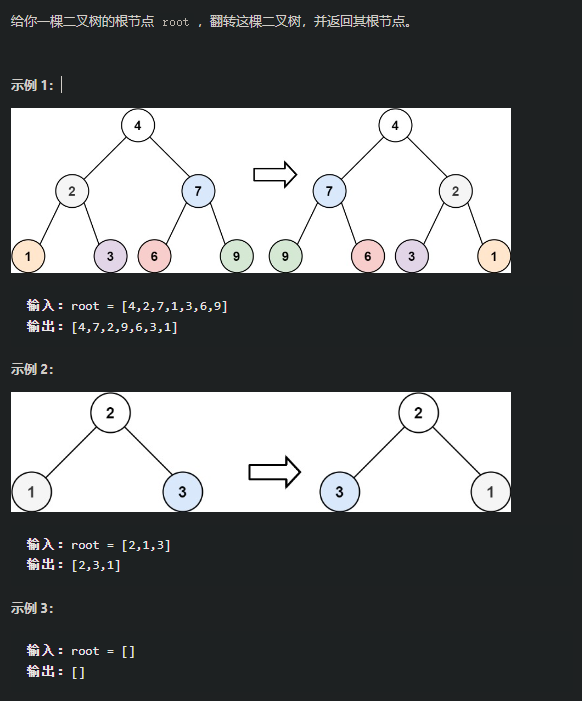 给你一棵二叉树的根节点 root ，翻转这棵二叉树，并返回其根节点。
示例 1：
4 4
2 7 7 2
1 3 6 9 9 6 3 1
输入：root = [4,2,7,1,3,6,9]
输出：[4,7,2,9,6,3,1]
示例 2：
2 2
1 3 3 1
输入：root = [2,1,3]
输出：[2,3,1]
示例 3：
输入：root = []
输出：[]